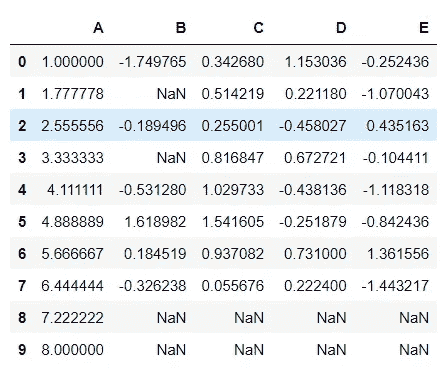 A B C D E
0 1.000000 -1.749765 0.342680 1.153036 -0.252436
1 1.777778 NaN 0.514219 0.221180 -1.070043
2 2.555556 -0.189496 0.255001 -0.458027 0.435163
3 3.333333 NaN 0.816847 0.672721 -0.104411
4 4.111111 -0.531280 1.029733 -0.438136 -1.118318
5 4.888889 1.618982 1.541605 -0.251879 -0.842436
6 5.666667 0.184519 0.937082 0.731000 1.361556
7 6.444444 -0.326238 0.055676 0.222400 -1.443217
8 7.222222 NaN NaN NaN NaN
9 8.000000 NaN NaN NaN NaN